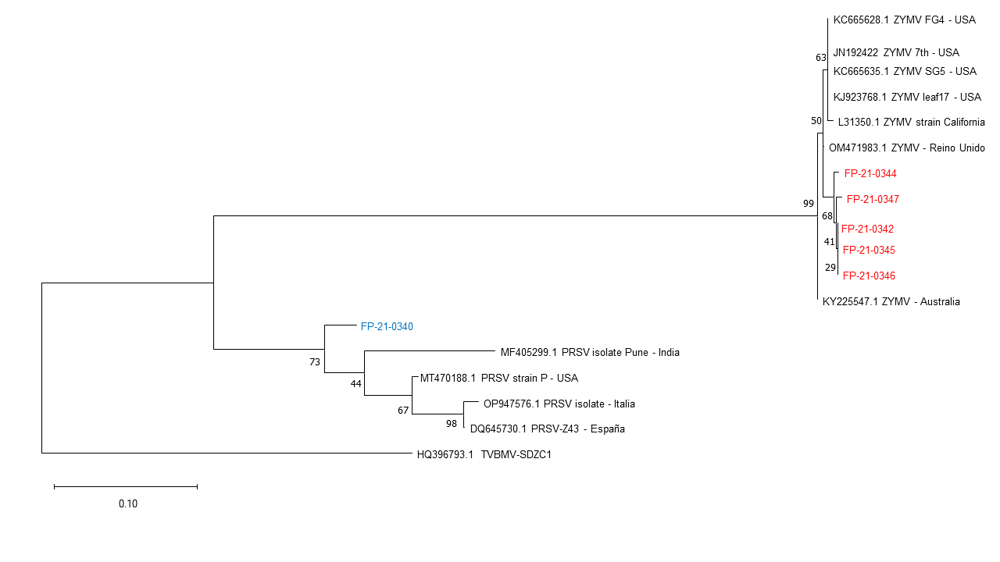 KC665628.1 ZYMV FG4 - USA
JN192422 ZYMV 7th - USA
63
KC665635.1 ZYMV SG5 - USA
KJ923768.1 ZYMV leaf17 - USA
50
L31350.1 ZYMV strain California
OM471983.1 ZYMV - Reino Unido
FP-21-0344
FP-21-0347
99
68
FP-21-0342
41
FP-21-0345
29
FP-21-0346
KY225547.1 ZYMV - Australia
FP-21-0340
MF405299.1 PRSV isolate Pune - India
73
MT470188.1 PRSV strain P - USA
44
OP947576.1 PRSV isolate - Italia
67
98
DQ645730.1 PRSV-Z43 - España
HQ396793.1 TVBMV-SDZC1
0.10